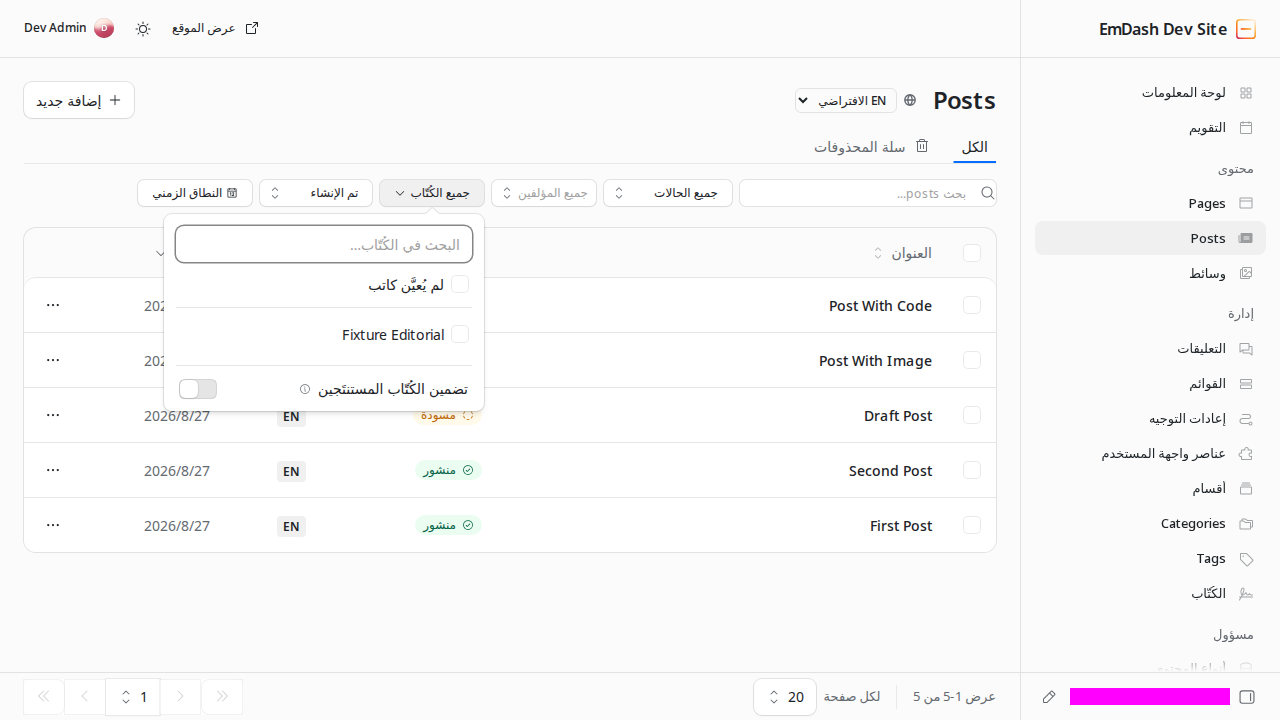 EmDash Dev Site
عرض الموقع
Dev Admin
لوحة المعلومات
التقويم
محتوى
Pages
Posts
وسائط
إدارة
التعليقات
القوائم
إعادات التوجيه
عناصر واجهة المستخدم
أقسام
Categories
Tags
الكُتّاب
مسؤول
أنواع المحتوى
Posts
EN الافتراضي
إضافة جديد
الكل
سلة المحذوفات
بحث posts...
جميع الحالات
جميع المؤلفين
جميع الكُتّاب
تم الإنشاء
النطاق الزمني
البحث في الكُتّاب...
لم يُعيَّن كاتب
Fixture Editorial
تضمين الكُتّاب المستنتَجين
العنوان
Post With Code
Post With Image
Draft Post
مسودة
EN
2026/8/27
Second Post
منشور
EN
2026/8/27
First Post
منشور
EN
2026/8/27
عرض 1-5 من 5
لكل صفحة
20
1